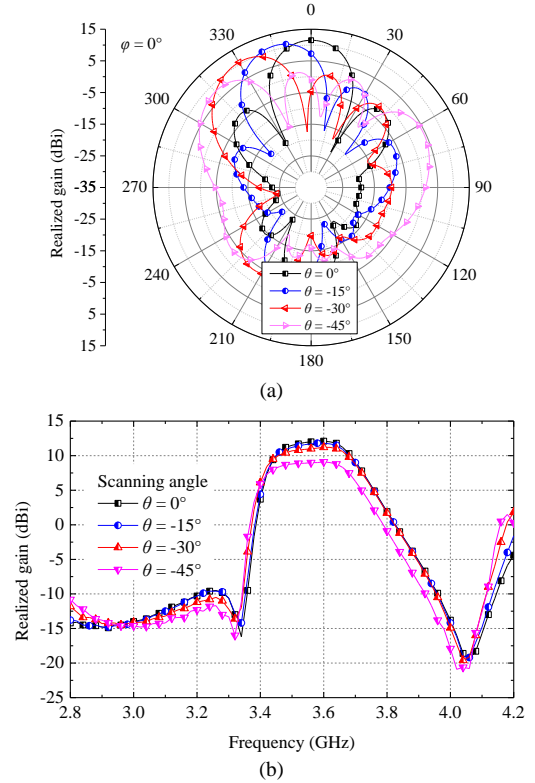 0
30
60
90
120
150
180
210
240
270
300
330
φ = 0°
Realized gain (dBi)
15
5
-5
-15
-25
-35
-25
-15
-5
5
15
θ = 0°
θ = -15°
θ = -30°
θ = -45°
(a)
Realized gain (dBi)
15
10
5
0
-5
-10
-15
-20
-25
Scanning angle
θ = 0°
θ = -15°
θ = -30°
θ = -45°
2.8 3.0 3.2 3.4 3.6 3.8 4.0 4.2
Frequency (GHz)
(b)